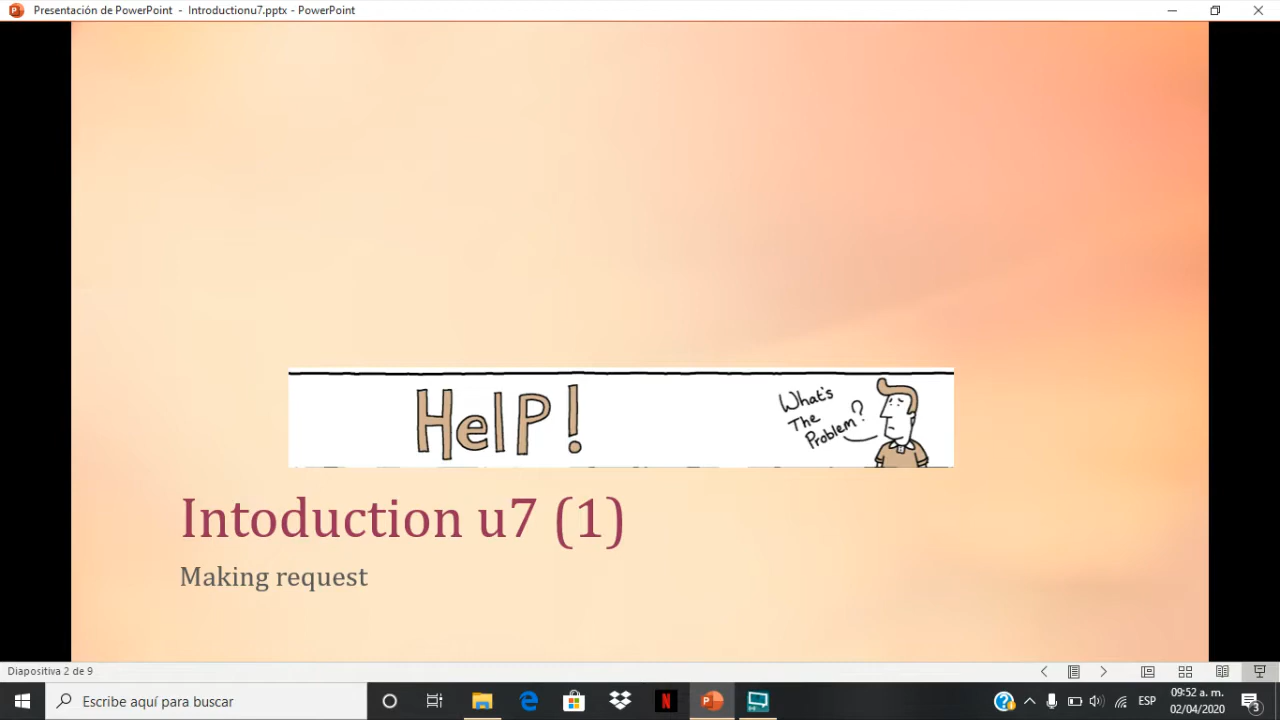 Presentación de PowerPoint - Introductionu7.pptx - PowerPoint
HelP!
What's
The
Problem?
Intoduction u7 (1)
Making request
Diapositiva 2 de 9
Escribe aquí para buscar
ESP
09:52 a. m.
02/04/2020
3